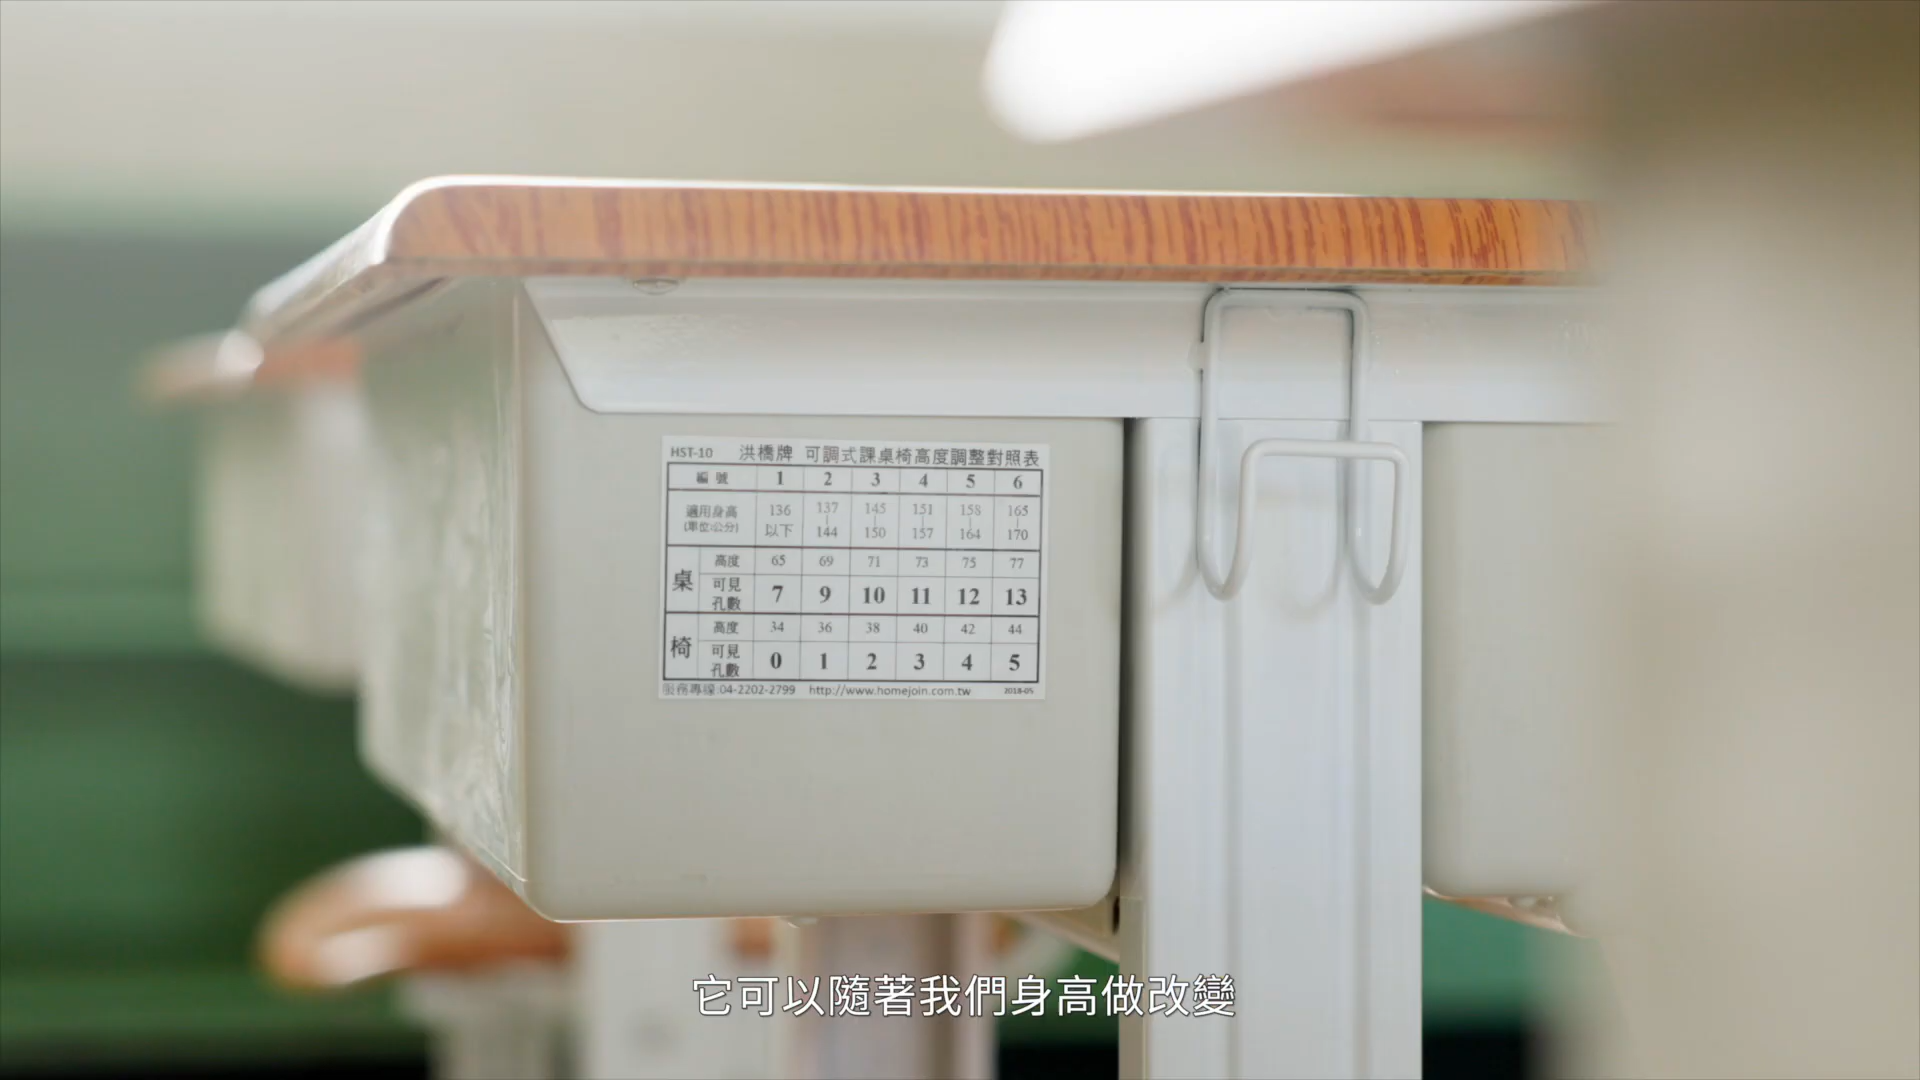 HST-10 洪橋牌 可調式課桌椅高度調整對照表
編號 1 2 3 4 5 6
適用身高 (單位:公分) 136以下 137|144 145|150 151|157 158|164 165|170
桌 高度 65 69 71 73 75 77
可見孔數 7 9 10 11 12 13
椅 高度 34 36 38 40 42 44
可見孔數 0 1 2 3 4 5
服務專線:04-2202-2799 http://www.homejoin.com.tw 2018-05
它可以隨著我們身高做改變